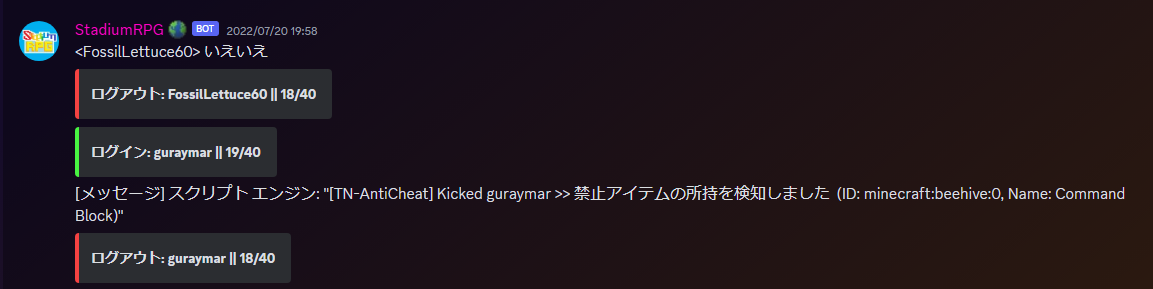 StadiumRPG BOT 2022/07/20 19:58
<FossilLettuce60> いえいえ
ログアウト: FossilLettuce60 || 18/40
ログイン: guraymar || 19/40
[メッセージ] スクリプト エンジン: "[TN-AntiCheat] Kicked guraymar >> 禁止アイテムの所持を検知しました (ID: minecraft:beehive:0, Name: Command
Block)"
ログアウト: guraymar || 18/40